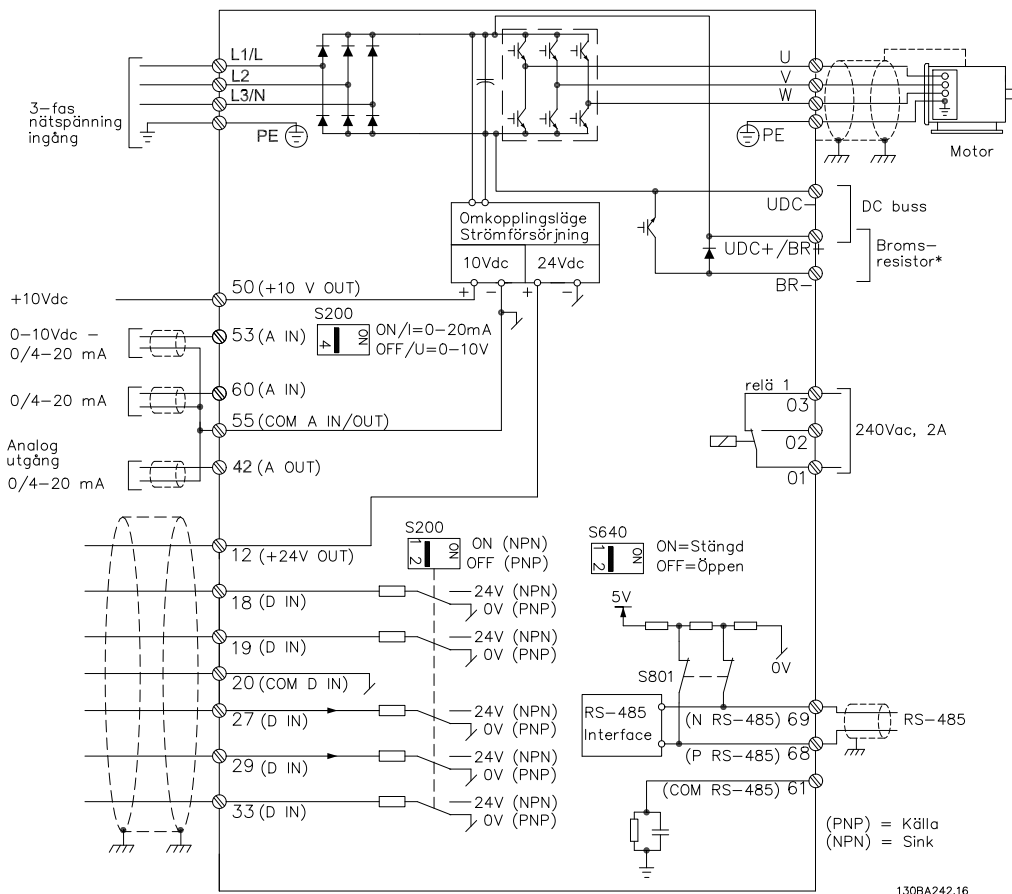 L1/L
L2
L3/N
PE
3-fas
nätspänning
ingång
U
V
W
PE
Motor
UDC-
DC buss
UDC+/BR+
Broms-
resistor*
BR-
Omkopplingsläge
Strömförsörjning
10Vdc 24Vdc
+ - + -
+10Vdc
50 (+10 V OUT)
S200
4
ON/I=0-20mA
OFF/U=0-10V
0-10Vdc -
0/4-20 mA
53 (A IN)
0/4-20 mA
60 (A IN)
55 (COM A IN/OUT)
Analog
utgång
0/4-20 mA
42 (A OUT)
relä 1
03
02
01
240Vac, 2A
12 (+24V OUT)
S200
1 2
ON
ON (NPN)
OFF (PNP)
S640
1 2
ON
ON=Stängd
OFF=Öppen
18 (D IN)
24V (NPN)
0V (PNP)
19 (D IN)
24V (NPN)
0V (PNP)
20 (COM D IN)
27 (D IN)
24V (NPN)
0V (PNP)
29 (D IN)
24V (NPN)
0V (PNP)
33 (D IN)
24V (NPN)
0V (PNP)
5V
0V
S801
RS-485
Interface
(N RS-485) 69
(P RS-485) 68
RS-485
(COM RS-485) 61
(PNP) = Källa
(NPN) = Sink
130BA242.16